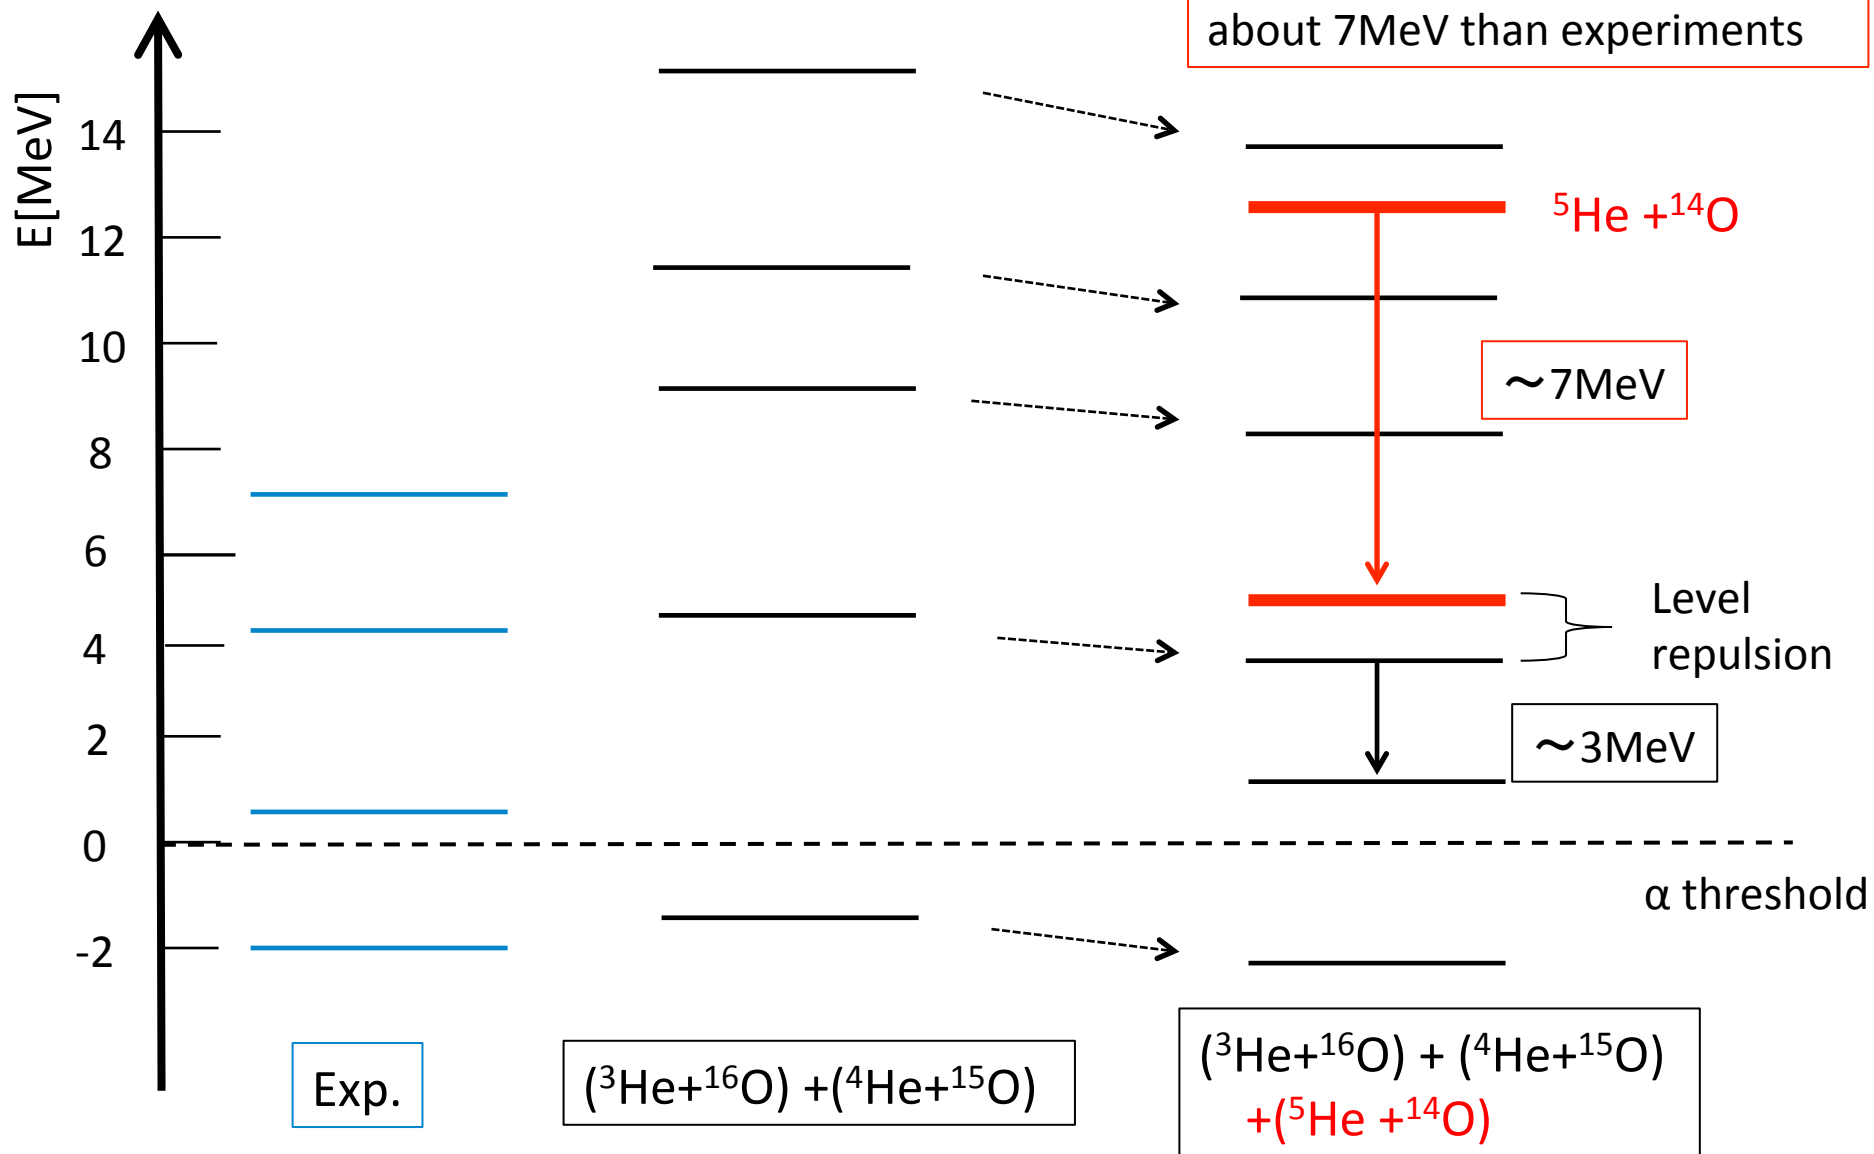 about 7MeV than experiments
E[MeV]
14
12
10
8
6
4
2
0
-2
⁵He +¹⁴O
～7MeV
Level
repulsion
～3MeV
α threshold
Exp.
(³He+¹⁶O) +(⁴He+¹⁵O)
(³He+¹⁶O) + (⁴He+¹⁵O)
+(⁵He +¹⁴O)